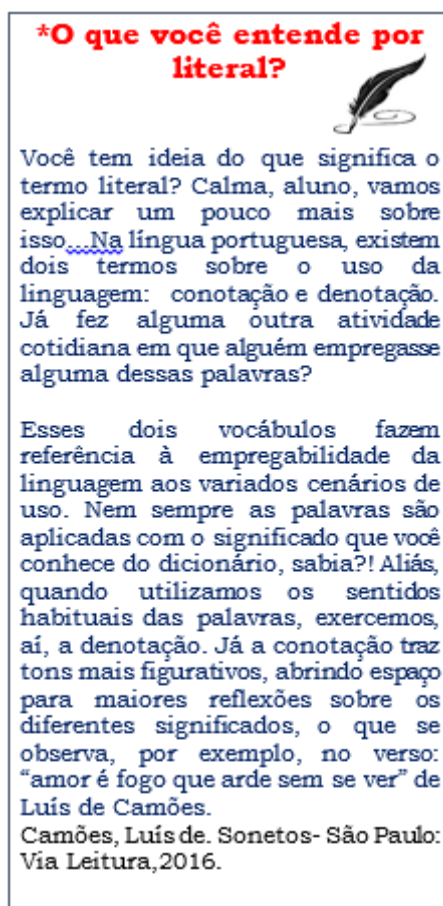 *O que você entende por
literal?
Você tem ideia do que significa o
termo literal? Calma, aluno, vamos
explicar um pouco mais sobre
isso...Na língua portuguesa, existem
dois termos sobre o uso da
linguagem: conotação e denotação.
Já fez alguma outra atividade
cotidiana em que alguém empregasse
alguma dessas palavras?
Esses dois vocábulos fazem
referência à empregabilidade da
linguagem aos variados cenários de
uso. Nem sempre as palavras são
aplicadas com o significado que você
conhece do dicionário, sabia?! Aliás,
quando utilizamos os sentidos
habituais das palavras, exercemos,
aí, a denotação. Já a conotação traz
tons mais figurativos, abrindo espaço
para maiores reflexões sobre os
diferentes significados, o que se
observa, por exemplo, no verso:
“amor é fogo que arde sem se ver” de
Luís de Camões.
Camões, Luís de. Sonetos- São Paulo:
Via Leitura,2016.